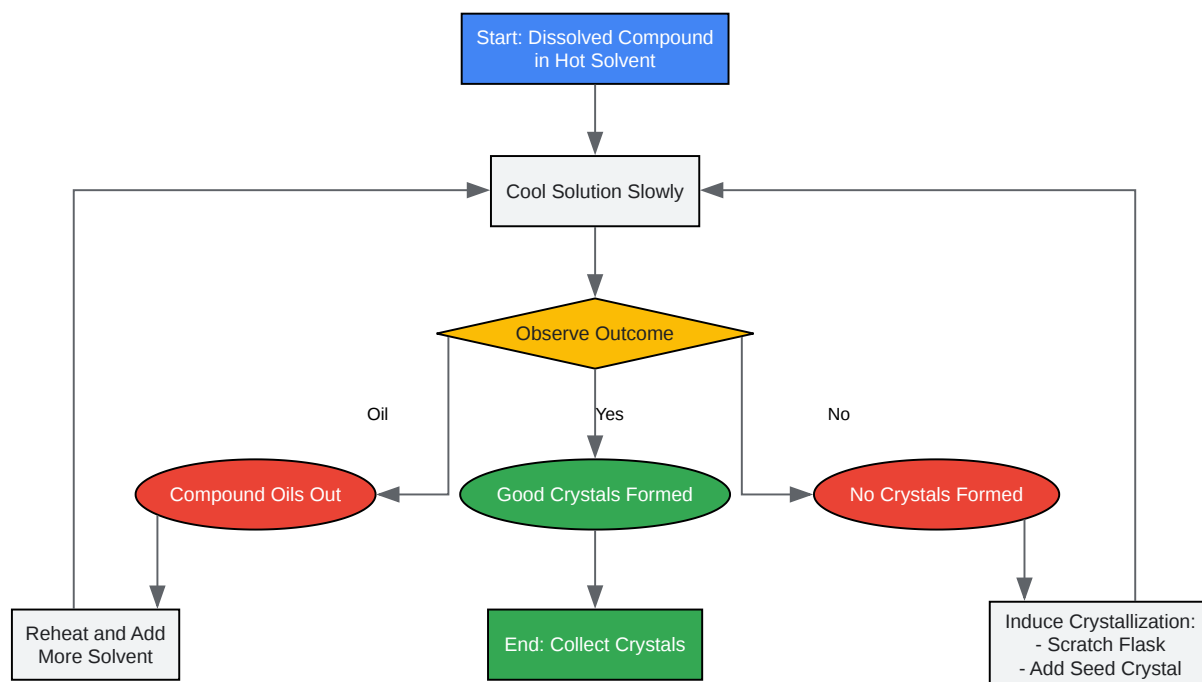 Start: Dissolved Compound
in Hot Solvent
Cool Solution Slowly
Observe Outcome
Oil
Yes
No
Compound Oils Out
Good Crystals Formed
No Crystals Formed
Reheat and Add
More Solvent
End: Collect Crystals
Induce Crystallization:
- Scratch Flask
- Add Seed Crystal